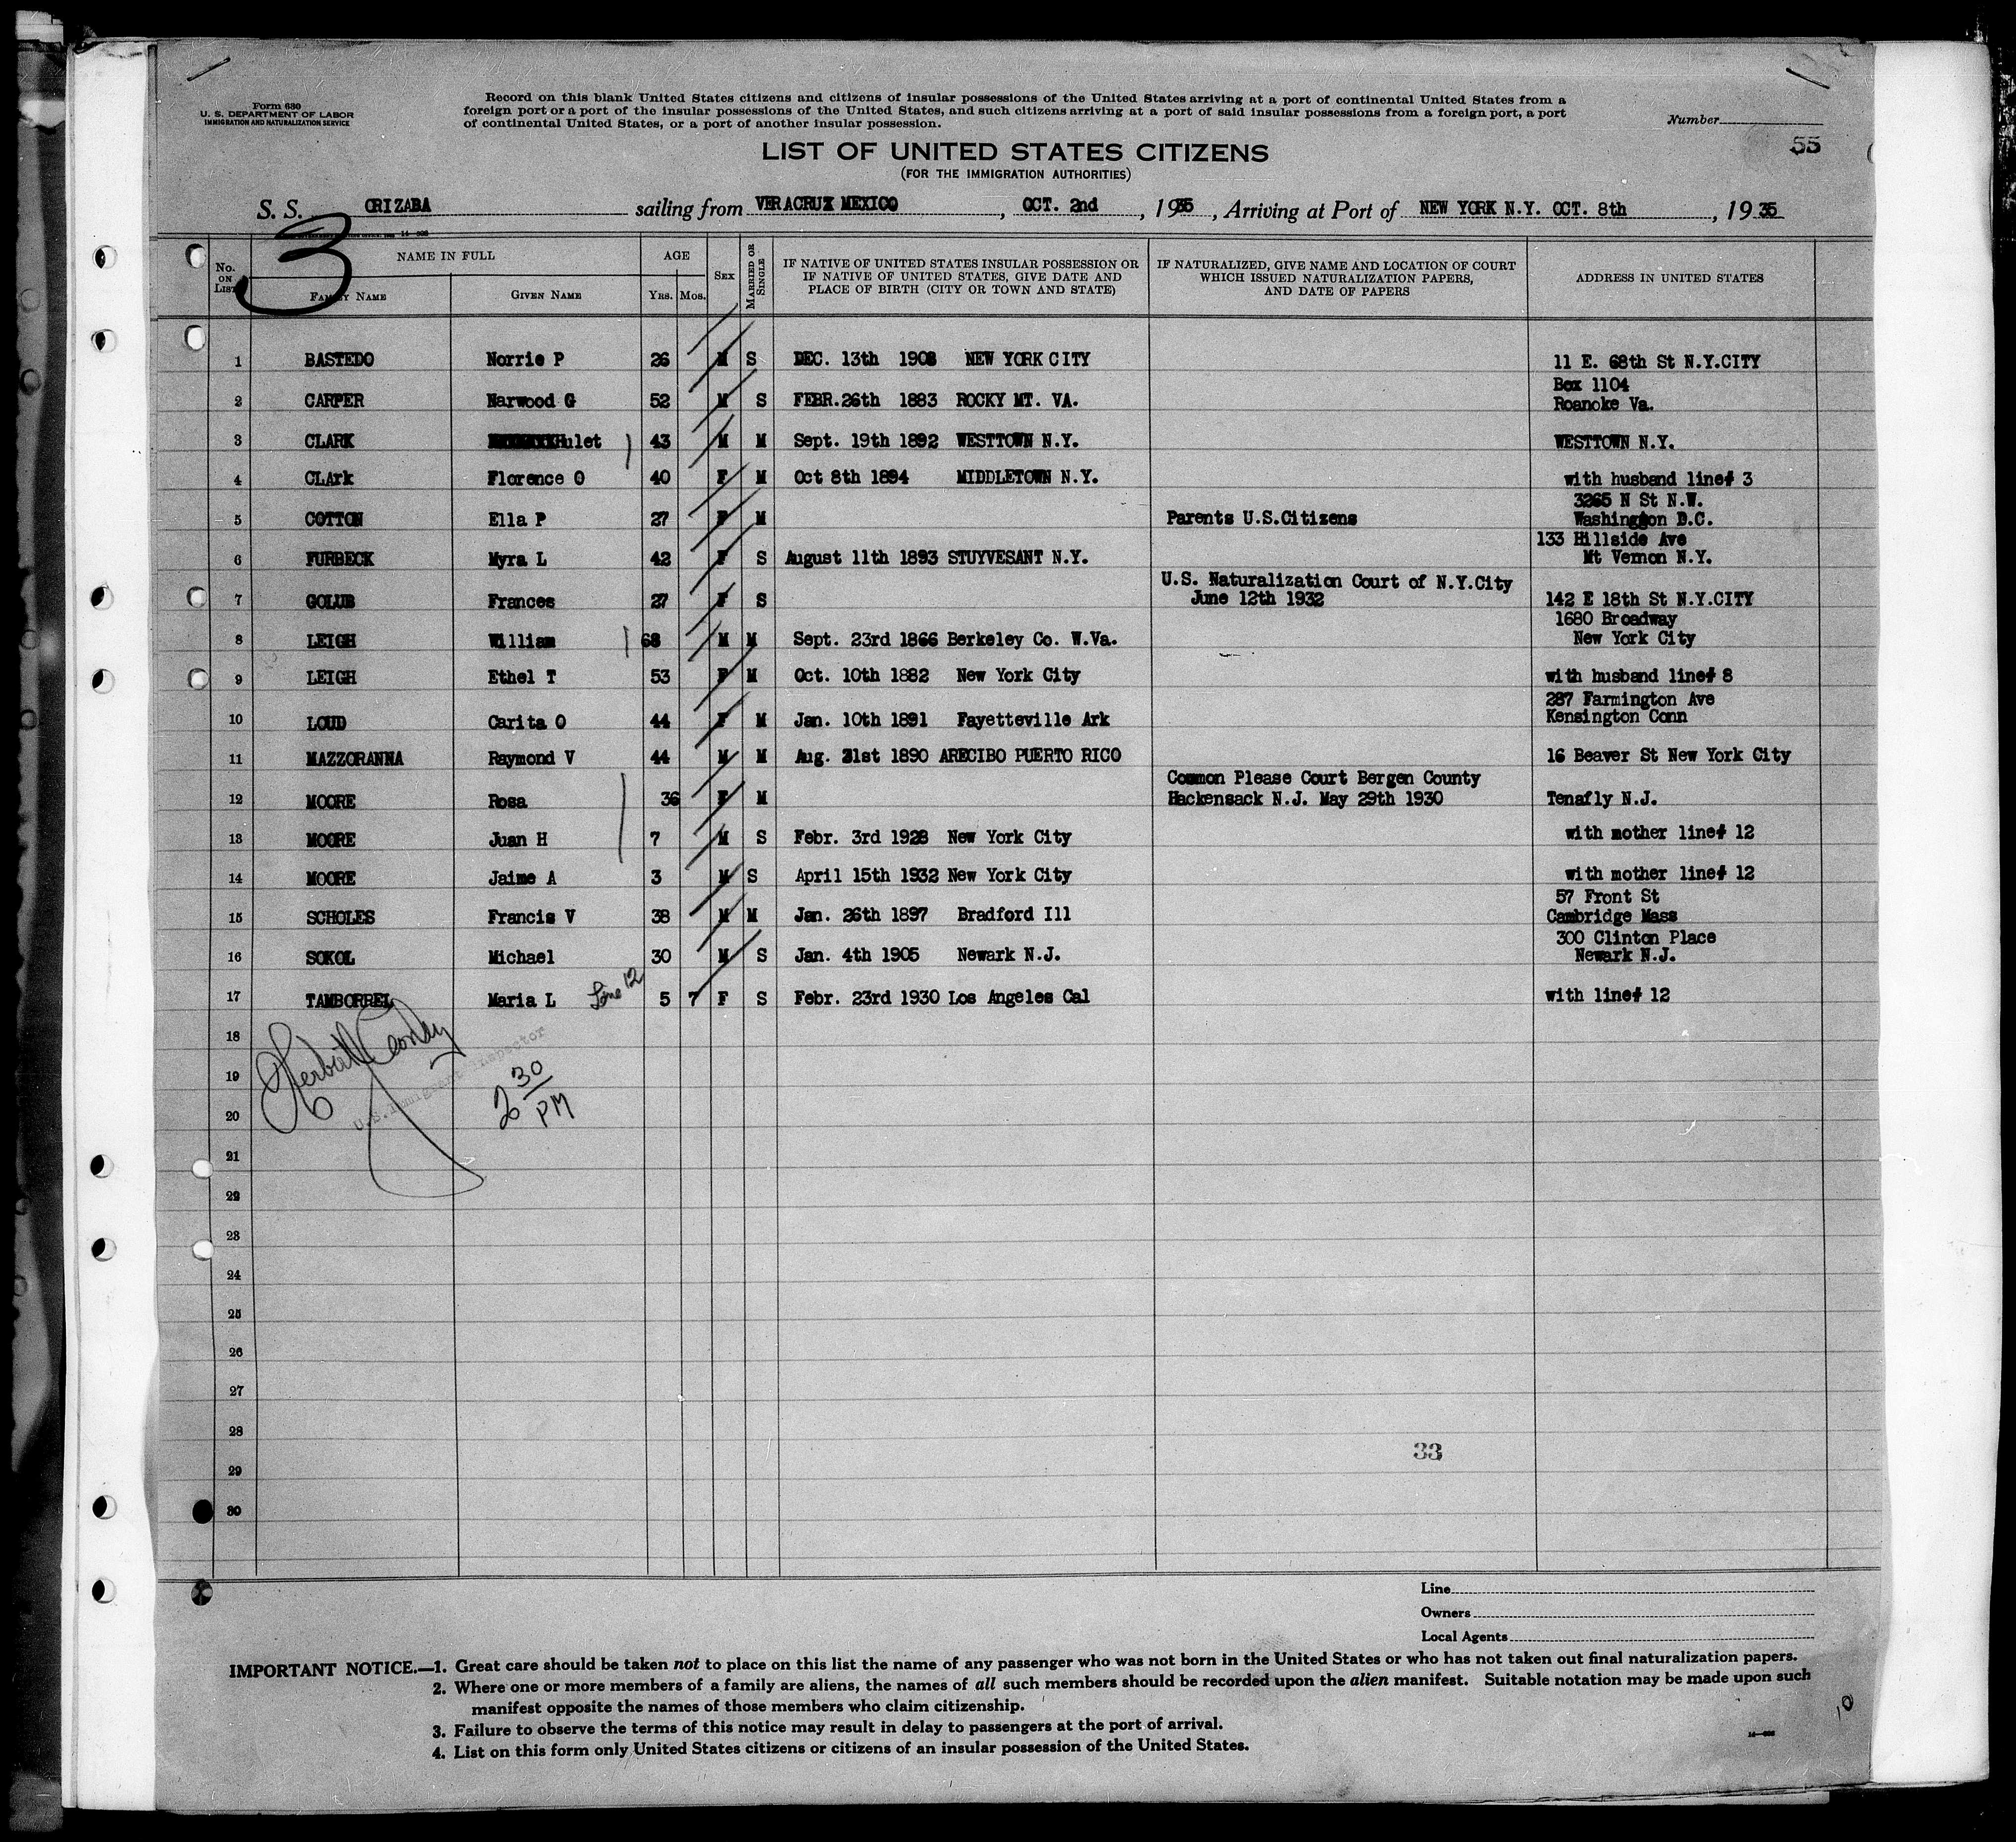 Form 630
U. S. DEPARTMENT OF LABOR
IMMIGRATION AND NATURALIZATION SERVICE
Record on this blank United States citizens and citizens of insular possessions of the United States arriving at a port of continental United States from a
foreign port or a port of the insular possessions of the United States, and such citizens arriving at a port of said insular possessions from a foreign port, a port
of continental United States, or a port of another insular possession.
Number
55
LIST OF UNITED STATES CITIZENS
(FOR THE IMMIGRATION AUTHORITIES)
S. S. ORIZABA sailing from VERACRUZ MEXICO, OCT. 2nd, 1935, Arriving at Port of NEW YORK N.Y. OCT. 8th, 1935
3
No. ON LIST NAME IN FULL FAMILY NAME GIVEN NAME AGE YRS. MOS. SEX MARRIED OR SINGLE
IF NATIVE OF UNITED STATES INSULAR POSSESSION OR IF NATIVE OF UNITED STATES, GIVE DATE AND PLACE OF BIRTH (CITY OR TOWN AND STATE)
IF NATURALIZED, GIVE NAME AND LOCATION OF COURT WHICH ISSUED NATURALIZATION PAPERS, AND DATE OF PAPERS
ADDRESS IN UNITED STATES
1 BASTEDO Norrie P 26 M S DEC. 13th 1908 NEW YORK CITY 11 E. 68th St N.Y.CITY
Box 1104
2 CARPER Narwood G 52 M S FEBR.26th 1883 ROCKY MT. VA. Roanoke Va.
3 CLARK Hulet 43 M M Sept. 19th 1892 WESTTOWN N.Y. WESTTOWN N.Y.
4 CLArk Florence O 40 F M Oct 8th 1894 MIDDLETOWN N.Y. with husband line# 3
3265 N St N.W.
5 COTTON Ella P 27 F M Parents U.S.Citizens Washington D.C.
133 Hillside Ave
6 FURBECK Myra L 42 F S August 11th 1893 STUYVESANT N.Y. Mt Vernon N.Y.
U.S. Naturalization Court of N.Y.City
7 GOLUB Frances 27 F S June 12th 1932 142 E 18th St N.Y.CITY
1680 Broadway
8 LEIGH William 68 M M Sept. 23rd 1866 Berkeley Co. W.Va. New York City
9 LEIGH Ethel T 53 F M Oct. 10th 1882 New York City with husband line# 8
287 Farmington Ave
10 LOUD Carita O 44 F M Jan. 10th 1891 Fayetteville Ark Kensington Conn
11 MAZZORANNA Raymond V 44 M M Aug. 31st 1890 ARECIBO PUERTO RICO 16 Beaver St New York City
Common Please Court Bergen County
12 MOORE Rosa 36 F M Hackensack N.J. May 29th 1930 Tenafly N.J.
13 MOORE Juan H 7 M S Febr. 3rd 1928 New York City with mother line# 12
14 MOORE Jaime A 3 M S April 15th 1932 New York City with mother line# 12
57 Front St
15 SCHOLES Francis V 38 M M Jan. 26th 1897 Bradford Ill Cambridge Mass
300 Clinton Place
16 SOKOL Michael 30 M S Jan. 4th 1905 Newark N.J. Newark N.J.
17 TAMBORREL Maria L Line 12 5 7 F S Febr. 23rd 1930 Los Angeles Cal with line# 12
18
19
U.S. Immigrant Inspector
2 30 PM
20
21
22
23
24
25
26
27
28
33
29
30
Line
Owners
Local Agents
IMPORTANT NOTICE.—1. Great care should be taken not to place on this list the name of any passenger who was not born in the United States or who has not taken out final naturalization papers.
2. Where one or more members of a family are aliens, the names of all such members should be recorded upon the alien manifest. Suitable notation may be made upon such
manifest opposite the names of those members who claim citizenship.
3. Failure to observe the terms of this notice may result in delay to passengers at the port of arrival.
4. List on this form only United States citizens or citizens of an insular possession of the United States.
10